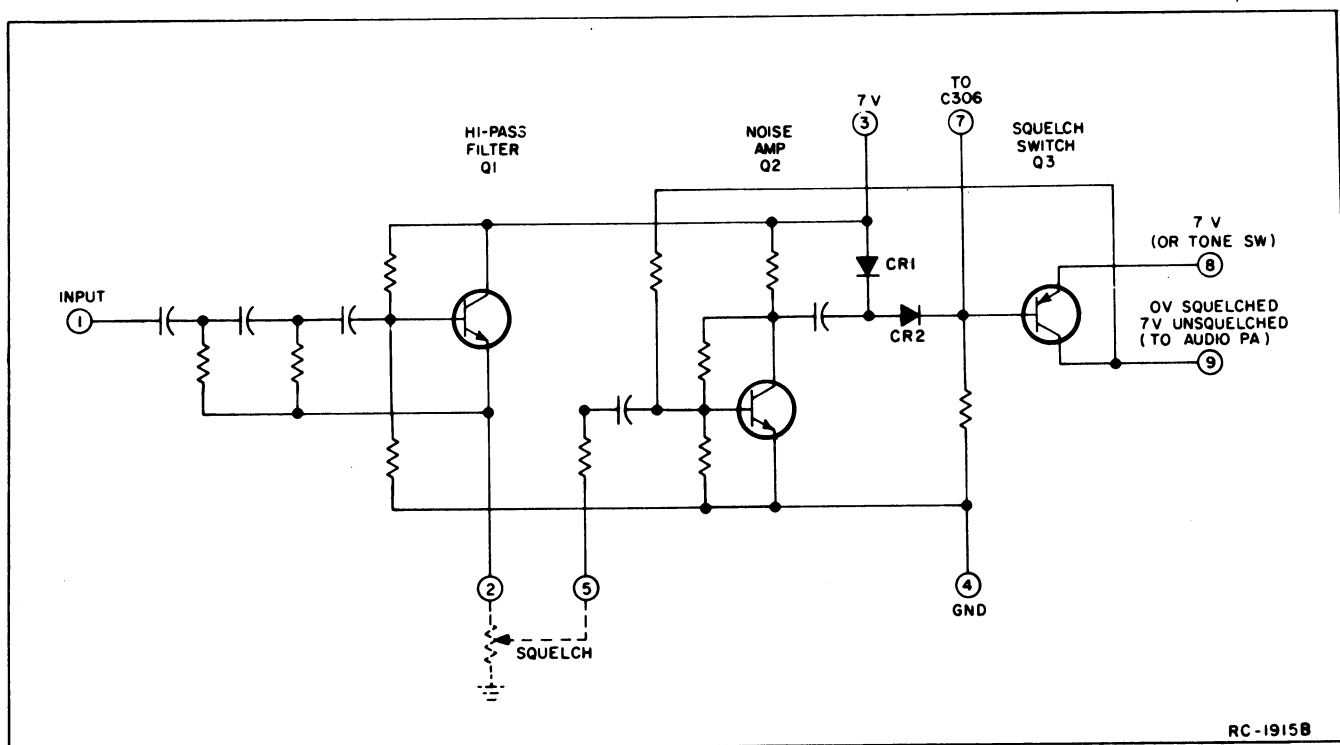 HI-PASS
FILTER
Q1
NOISE
AMP
Q2
7 V
3
TO
C306
7
SQUELCH
SWITCH
Q3
7 V
(OR TONE SW)
8
INPUT
1
CR1
CR2
0V SQUELCHED
7V UNSQUELCHED
(TO AUDIO PA)
9
2
5
4
GND
SQUELCH
RC-1915B